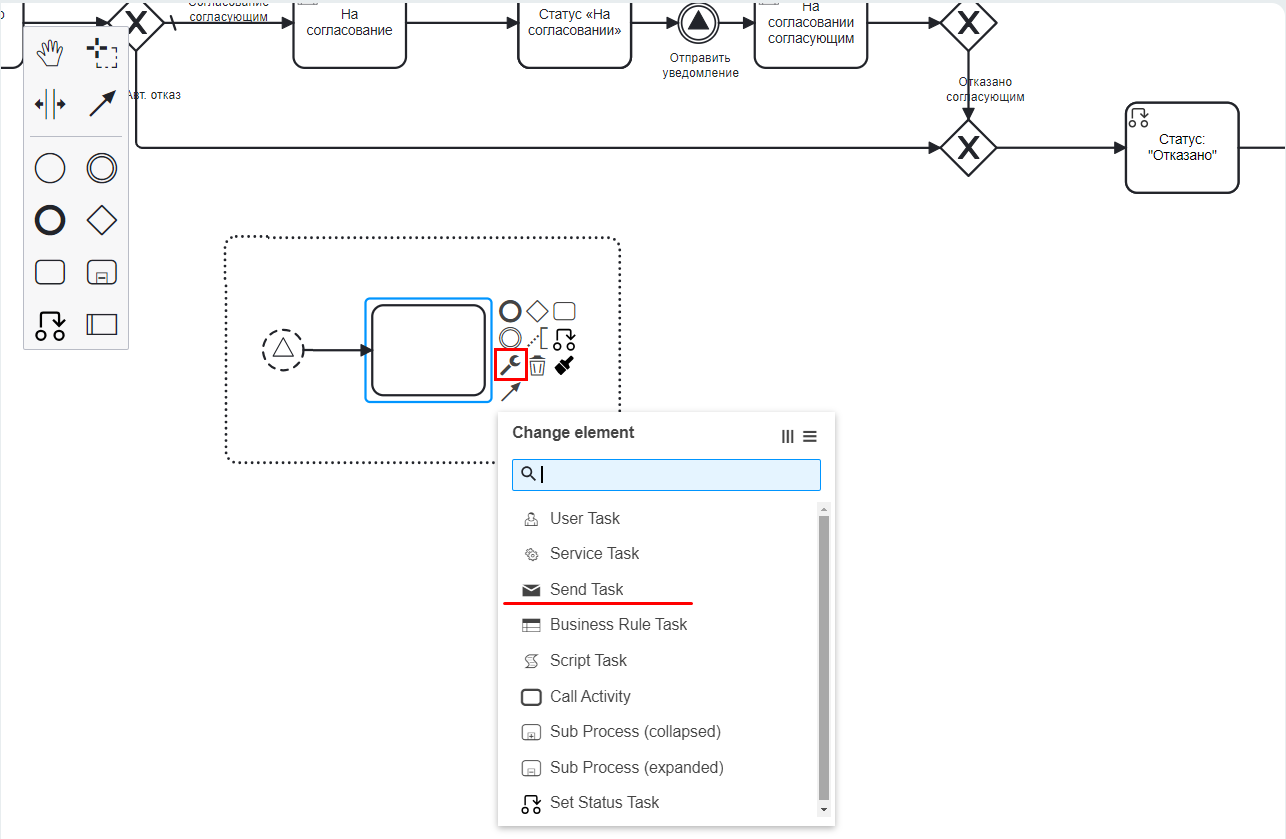 Согласование
согласующим
На
согласование
Статус «На
согласовании»
Отправить
уведомление
На
согласовании
согласующим
Авт. отказ
Отказано
согласующим
Статус:
"Отказано"
Change element
User Task
Service Task
Send Task
Business Rule Task
Script Task
Call Activity
Sub Process (collapsed)
Sub Process (expanded)
Set Status Task